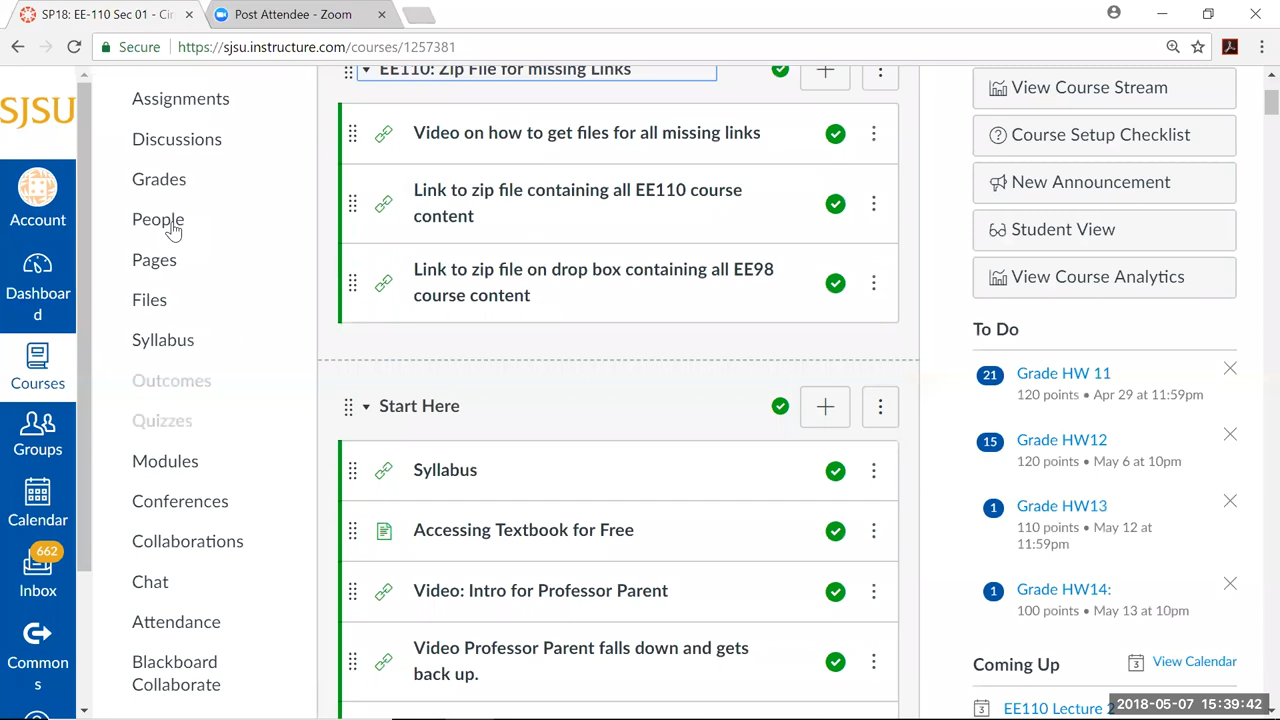 SP18: EE-110 Sec 01 - Cir
Post Attendee - Zoom
Secure
https://sjsu.instructure.com/courses/1257381
SJSU
Account
Dashboar
d
Courses
Groups
Calendar
662
Inbox
Common
s
Assignments
Discussions
Grades
People
Pages
Files
Syllabus
Outcomes
Quizzes
Modules
Conferences
Collaborations
Chat
Attendance
Blackboard
Collaborate
EE110: Zip File for missing Links
Video on how to get files for all missing links
Link to zip file containing all EE110 course
content
Link to zip file on drop box containing all EE98
course content
Start Here
Syllabus
Accessing Textbook for Free
Video: Intro for Professor Parent
Video Professor Parent falls down and gets
back up.
View Course Stream
Course Setup Checklist
New Announcement
Student View
View Course Analytics
To Do
21
Grade HW 11
120 points • Apr 29 at 11:59pm
15
Grade HW12
120 points • May 6 at 10pm
1
Grade HW13
110 points • May 12 at
11:59pm
1
Grade HW14:
100 points • May 13 at 10pm
Coming Up
3
View Calendar
3
EE110 Lecture 2
2018-05-07 15:39:42